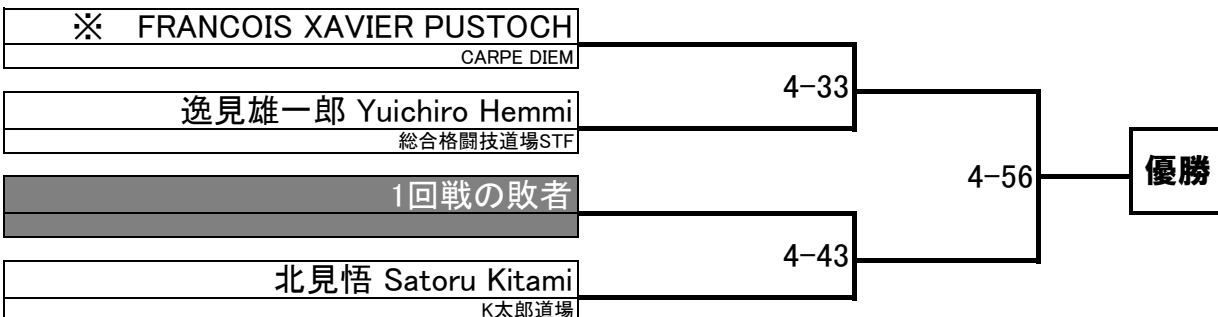 ※ FRANCOIS XAVIER PUSTOCH
CARPE DIEM
4-33
逸見雄一郎 Yuichiro Hemmi
総合格闘技道場STF
4-56
優勝
1回戦の敗者
4-43
北見悟 Satoru Kitami
K太郎道場